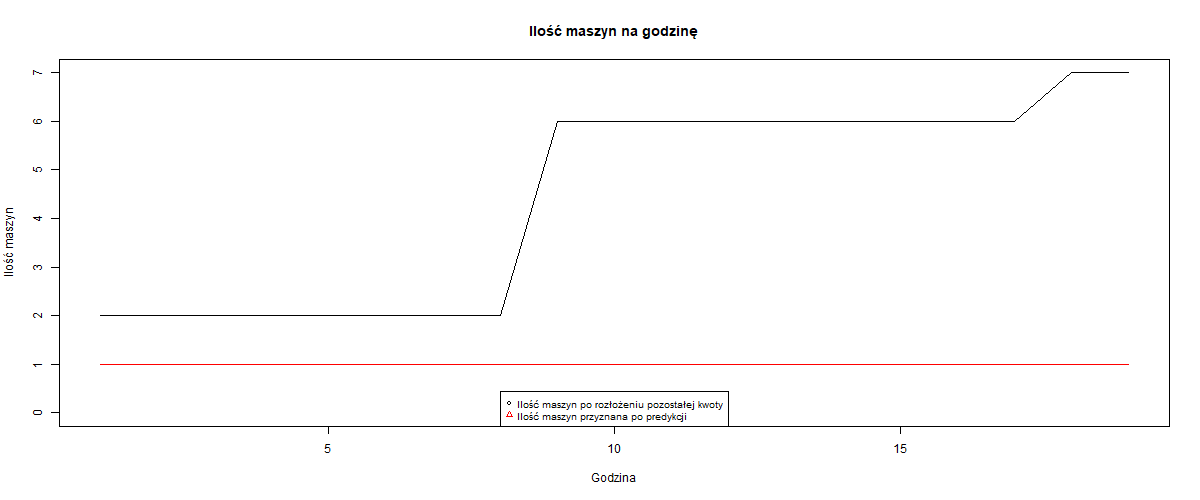 Ilość maszyn na godzinę
Ilość maszyn
7
6
5
4
3
2
1
0
Ilość maszyn po rozłożeniu pozostałej kwoty
Ilość maszyn przyznana po predykcji
5 10 15
Godzina